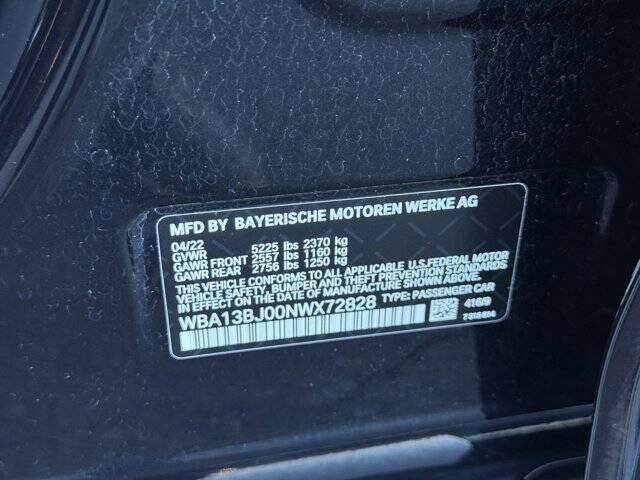 MFD BY BAYERISCHE MOTOREN WERKE AG
04/22 5225 lbs 2370 kg
GVWR 2557 lbs 1160 kg
GAWR FRONT 2756 lbs 1250 kg
GAWR REAR
THIS VEHICLE CONFORMS TO ALL APPLICABLE U.S. FEDERAL MOTOR
VEHICLE SAFETY, BUMPER, AND THEFT PREVENTION STANDARDS
IN EFFECT ON THE DATE OF MANUFACTURE SHOWN ABOVE.
WBA13BJ00NWX72828 TYPE: PASSENGER CAR
416/9